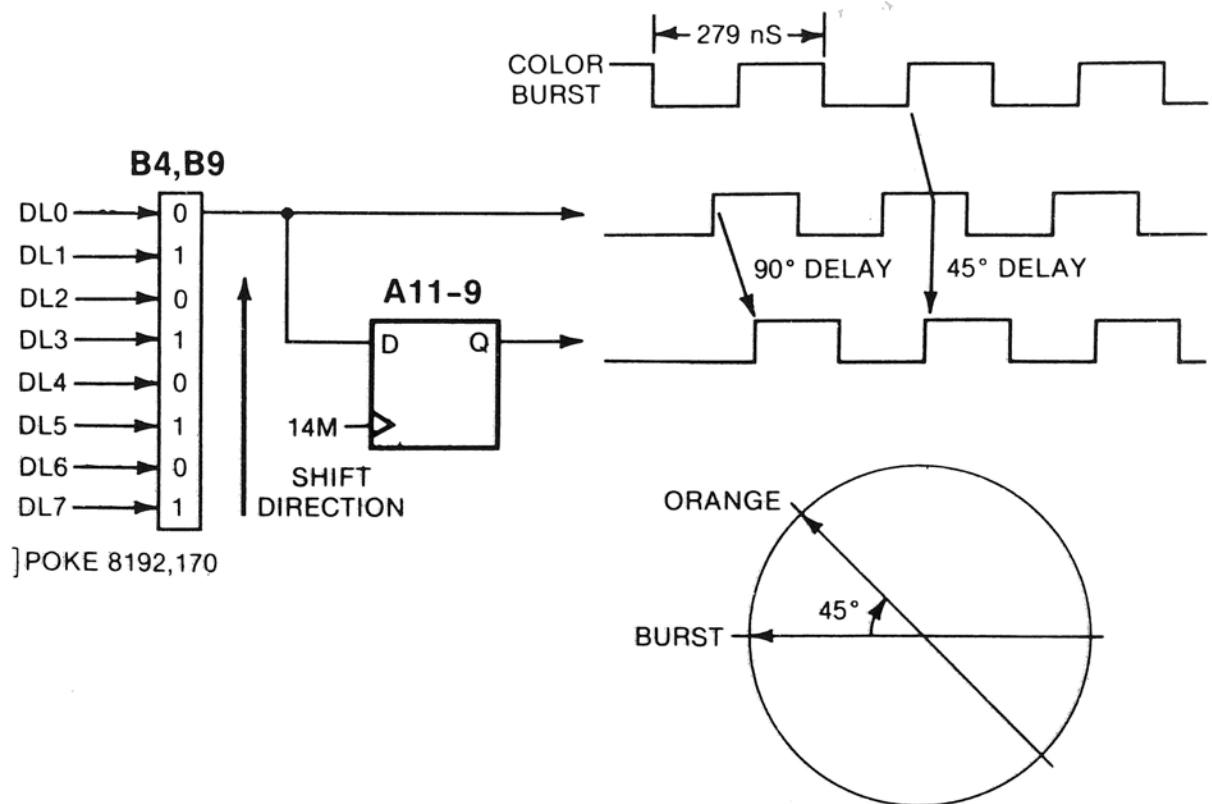 279 nS
COLOR
BURST
B4,B9
DL0
0
DL1
1
90° DELAY
45° DELAY
DL2
0
A11-9
DL3
1
D
Q
DL4
0
DL5
1
14M
DL6
0
SHIFT
DIRECTION
DL7
1
ORANGE
]POKE 8192,170
45°
BURST